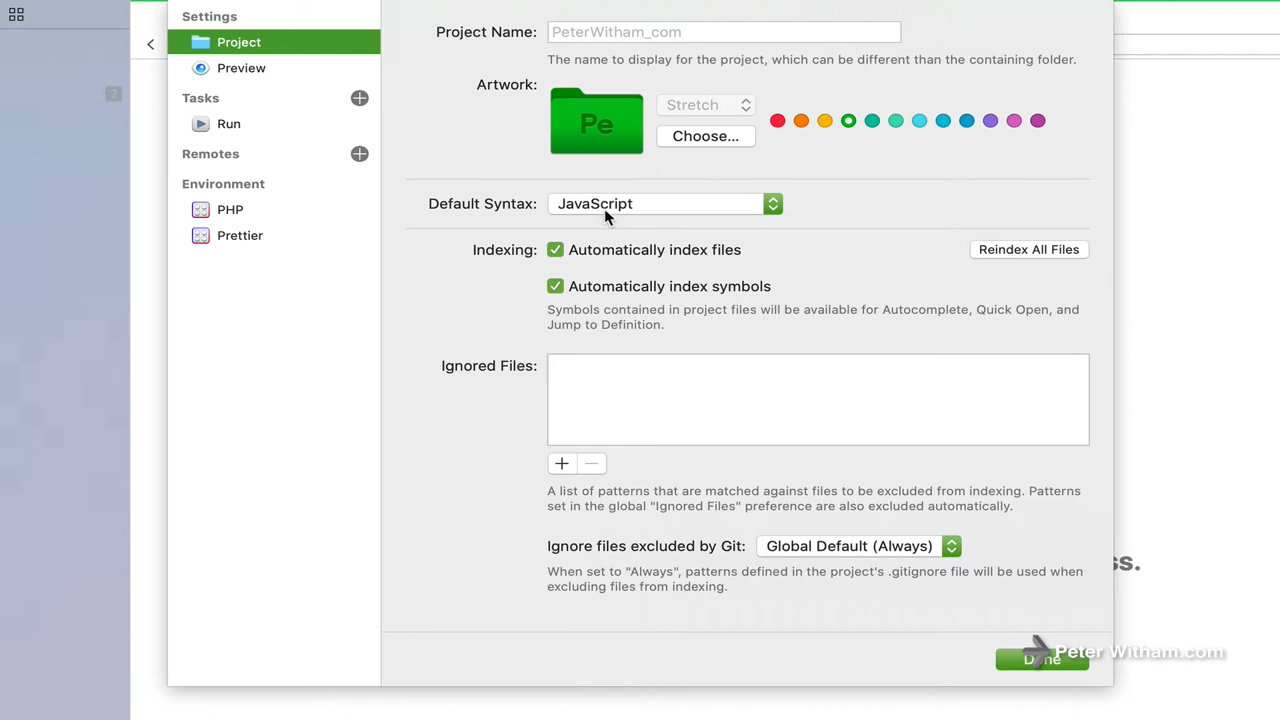 Settings
Project
Preview
Tasks
Run
Remotes
Environment
PHP
Prettier
Project Name: PeterWitham_com
The name to display for the project, which can be different than the containing folder.
Artwork:
Pe
Stretch
Choose...
Default Syntax: JavaScript
Indexing: Automatically index files
Reindex All Files
Automatically index symbols
Symbols contained in project files will be available for Autocomplete, Quick Open, and
Jump to Definition.
Ignored Files:
A list of patterns that are matched against files to be excluded from indexing. Patterns
set in the global "Ignored Files" preference are also excluded automatically.
Ignore files excluded by Git: Global Default (Always)
When set to "Always", patterns defined in the project's .gitignore file will be used when
excluding files from indexing.
ss.
?
Done
Peter Witham.com